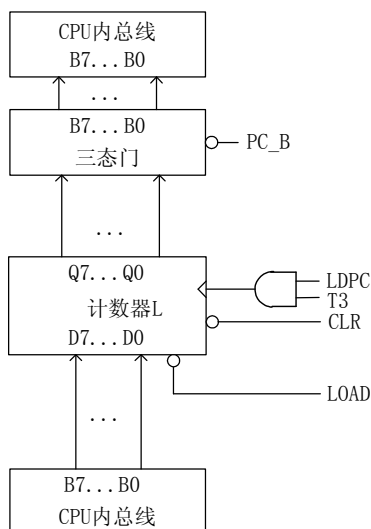 CPU内总线
B7...B0
...
B7...B0
三态门
PC_B
...
Q7...Q0
计数器L
D7...D0
LDPC
T3
CLR
LOAD
...
B7...B0
CPU内总线